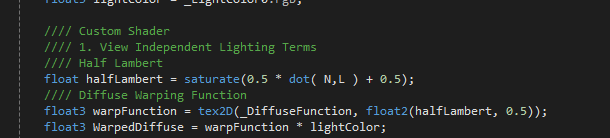 float3 lightColor = _LightColor0.rgb;
//// Custom Shader
//// 1. View Independent Lighting Terms
//// Half Lambert
float halfLambert = saturate(0.5 * dot( N,L ) + 0.5);
//// Diffuse Warping Function
float3 warpFunction = tex2D(_DiffuseFunction, float2(halfLambert, 0.5));
float3 WarpedDiffuse = warpFunction * lightColor;